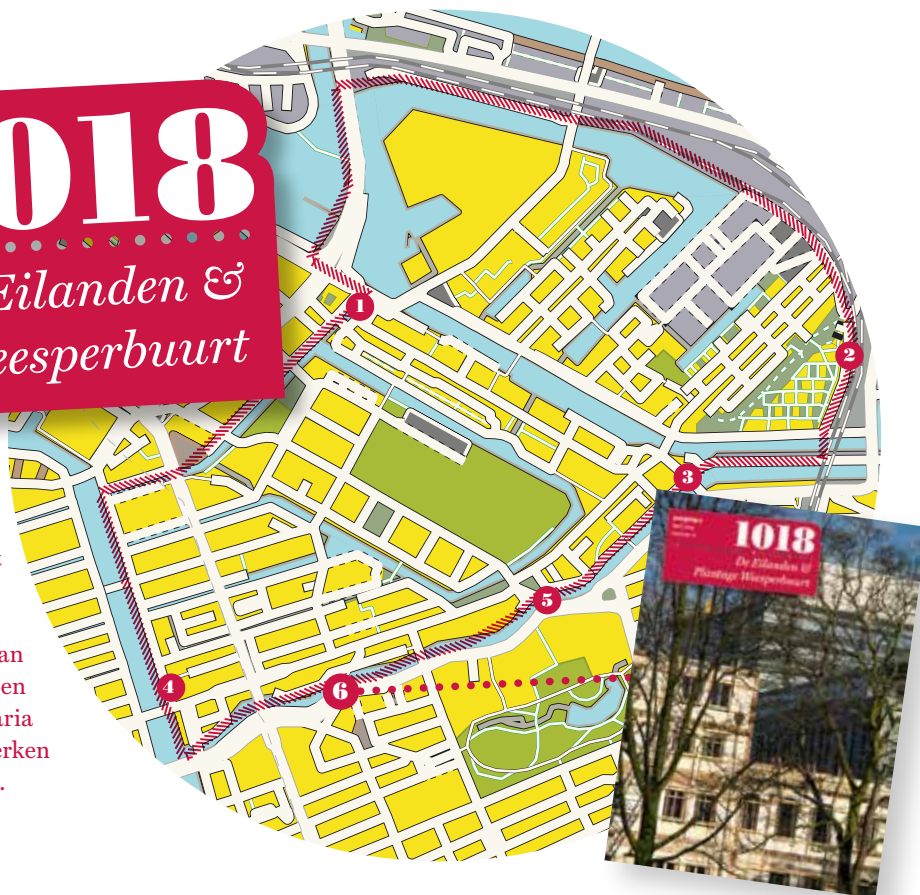 018
Eilanden &
eesperbuurt
1
2
3
4
5
6
an
en
aria
erken
.
1018
De Eilanden &
Plantage Weesperbuurt